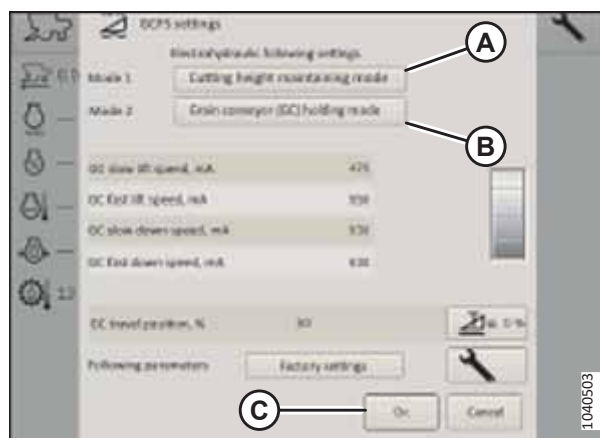 GCPS settings
A
Electrohydraulic following settings
Mode 1 Cutting height maintaining mode
Mode 2 Grain conveyor (GC) holding mode
B
GC slow lift speed, mA
GC fast lift speed, mA
GC slow down speed, mA
GC fast down speed, mA
GC travel position, %
Following parameters Factory settings
C
Cancel
1040503